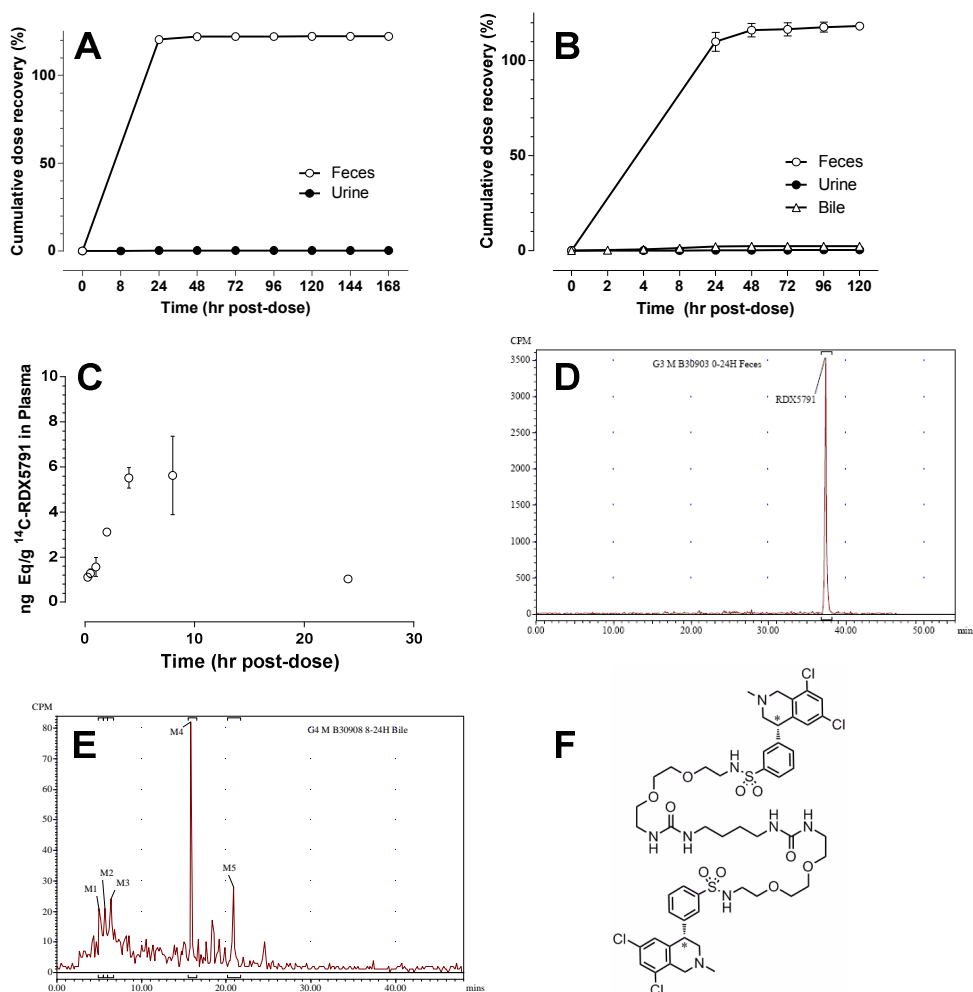 A
Cumulative dose recovery (%)
100
50
0
Feces
Urine
0 8 24 48 72 96 120 144 168
Time (hr post-dose)
B
Cumulative dose recovery (%)
100
50
0
Feces
Urine
Bile
0 2 4 8 24 48 72 96 120
Time (hr post-dose)
C
ng Eq/g ¹⁴C-RDX5791 in Plasma
10
8
6
4
2
0
0 10 20 30
Time (hr post-dose)
CPM
D
G3 M B30903 0-24H Feces
RDX5791
3500
3000
2500
2000
1500
1000
500
0
0.00 10.00 20.00 30.00 40.00 50.00 min
CPM
E
G4 M B30908 8-24H Bile
M4
M1
M2
M3
M5
80
70
60
50
40
30
20
10
0
0.00 10.00 20.00 30.00 40.00 mins
F
Cl
N
Cl
*
H
N
S
O O
O
O
O
N
H
N
H
H
N
H
N
O
O
O O
S
N
H
O
Cl
*
N
Cl